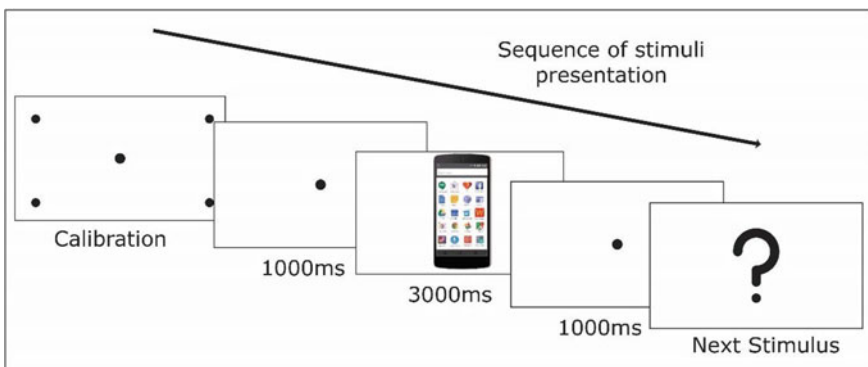 Sequence of stimuli
presentation
Calibration
1000ms
3000ms
1000ms
?
Next Stimulus